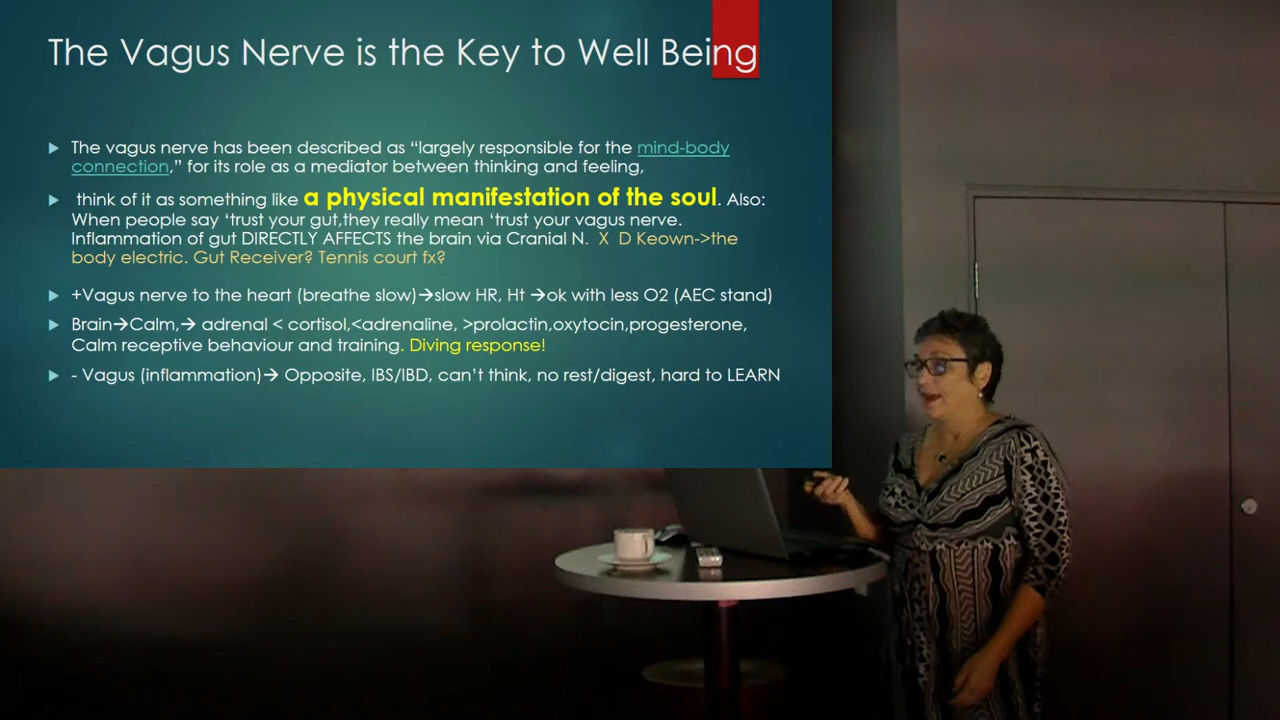 The Vagus Nerve is the Key to Well Being
The vagus nerve has been described as “largely responsible for the mind-body
connection,” for its role as a mediator between thinking and feeling,
think of it as something like a physical manifestation of the soul. Also:
When people say ‘trust your gut,they really mean ‘trust your vagus nerve.
Inflammation of gut DIRECTLY AFFECTS the brain via Cranial N. X D Keown->the
body electric. Gut Receiver? Tennis court fx?
+Vagus nerve to the heart (breathe slow)→slow HR, Ht →ok with less O2 (AEC stand)
Brain→Calm,→ adrenal < cortisol,<adrenaline, >prolactin,oxytocin,progesterone,
Calm receptive behaviour and training. Diving response!
- Vagus (inflammation)→ Opposite, IBS/IBD, can’t think, no rest/digest, hard to LEARN